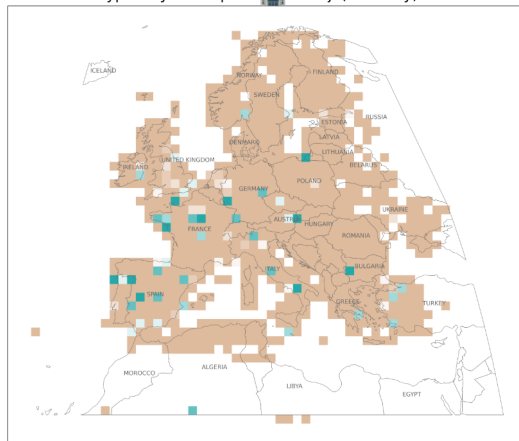 ICELAND
NORWAY
FINLAND
SWEDEN
RUSSIA
ESTONIA
LATVIA
DENMARK
LITHUANIA
UNITED KINGDOM
BELARUS
IRELAND
POLAND
GERMANY
UKRAINE
AUSTRIA
HUNGARY
FRANCE
ROMANIA
ITALY
BULGARIA
SPAIN
GREECE
TURKEY
ALGERIA
MOROCCO
LIBYA
EGYPT